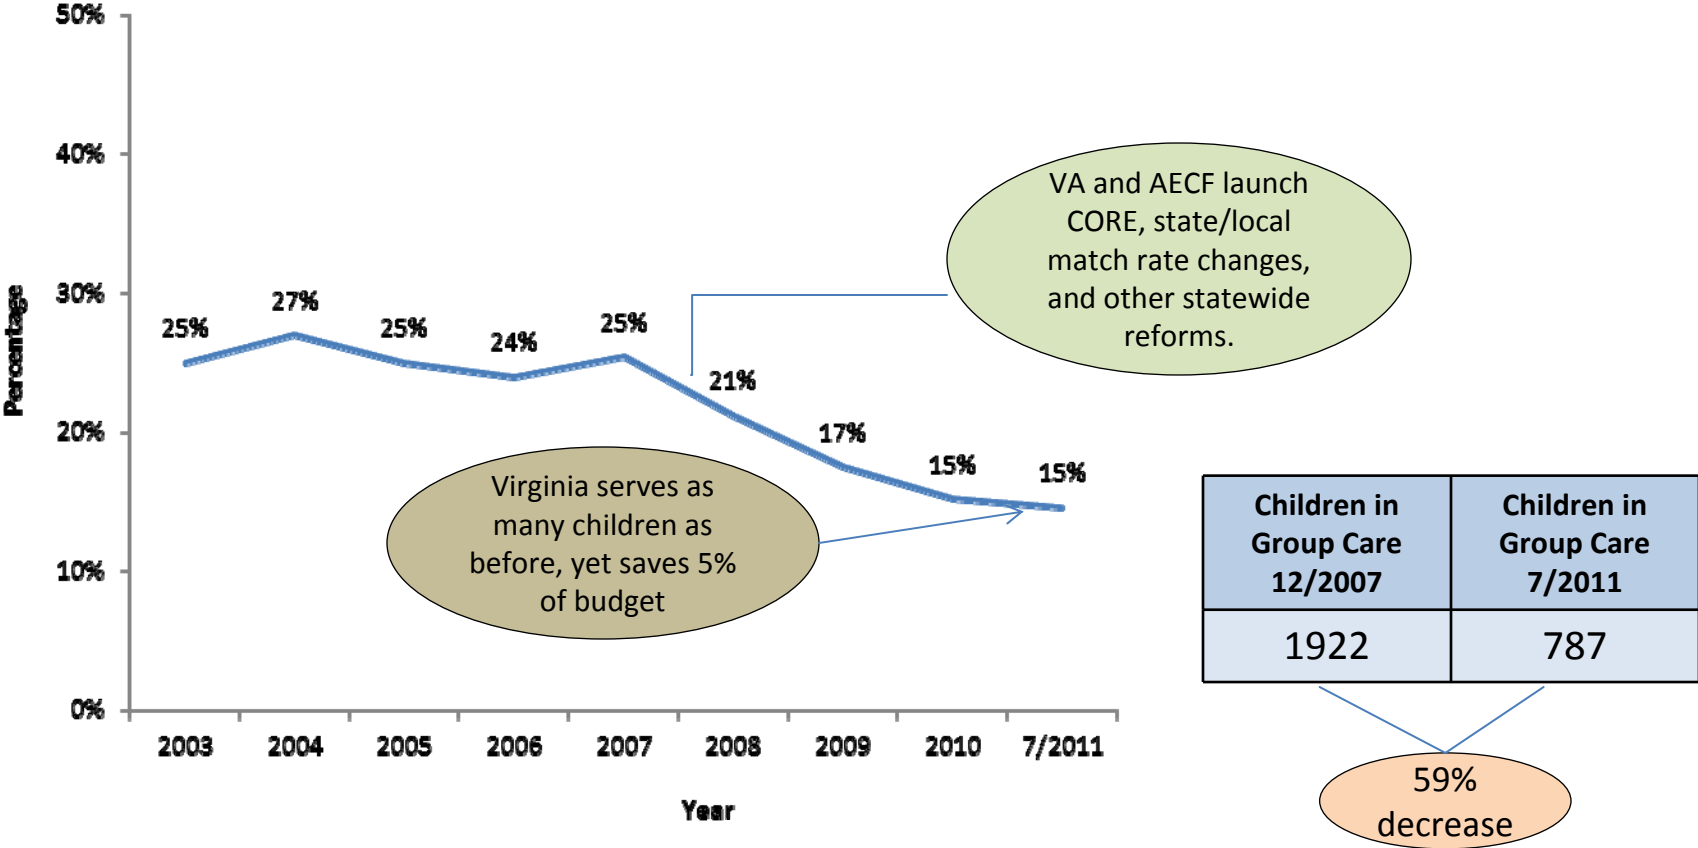 50%
40%
30%
20%
10%
0%
Percentage
25%
27%
25%
24%
25%
21%
17%
15%
15%
2003
2004
2005
2006
2007
2008
2009
2010
7/2011
Year
VA and AECF launch
CORE, state/local
match rate changes,
and other statewide
reforms.
Virginia serves as
many children as
before, yet saves 5%
of budget
Children in
Group Care
12/2007
Children in
Group Care
7/2011
1922
787
59%
decrease